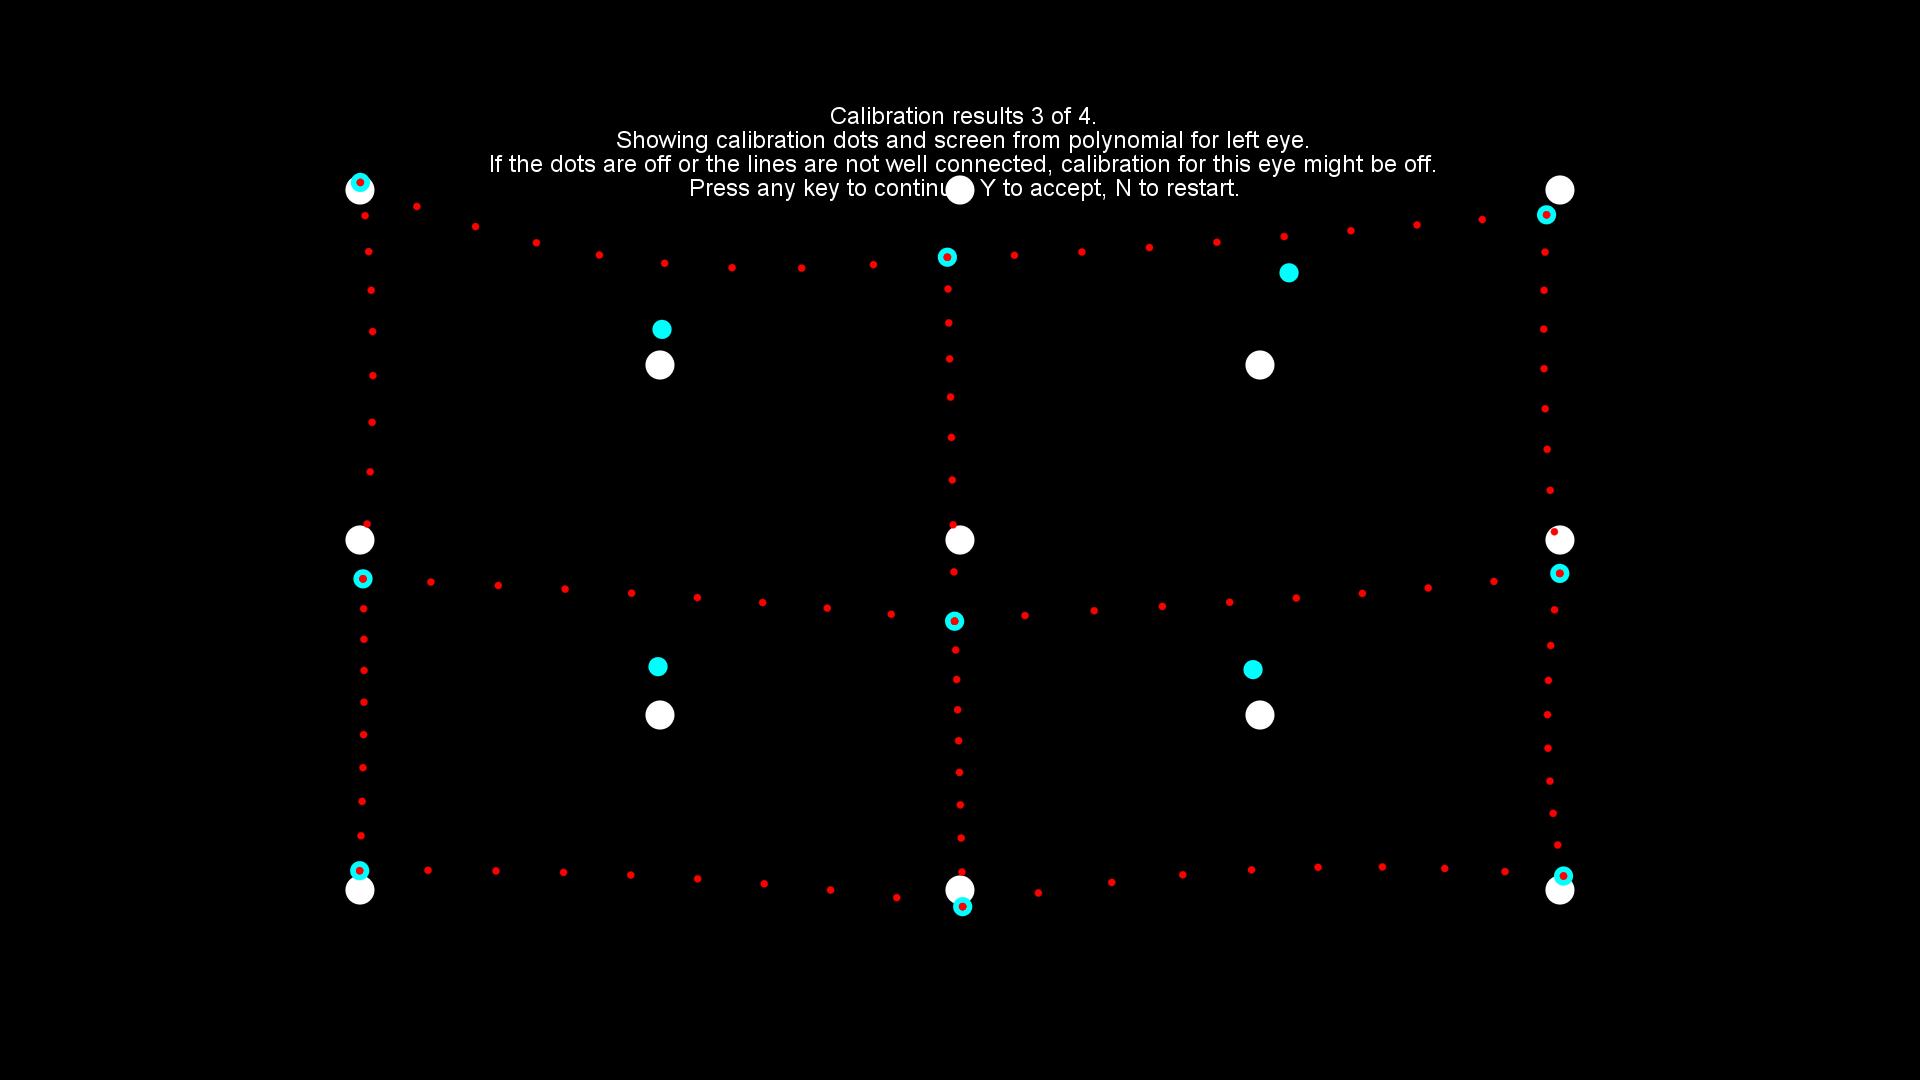 Calibration results 3 of 4.
Showing calibration dots and screen from polynomial for left eye.
If the dots are off or the lines are not well connected, calibration for this eye might be off.
Press any key to continu Y to accept, N to restart.